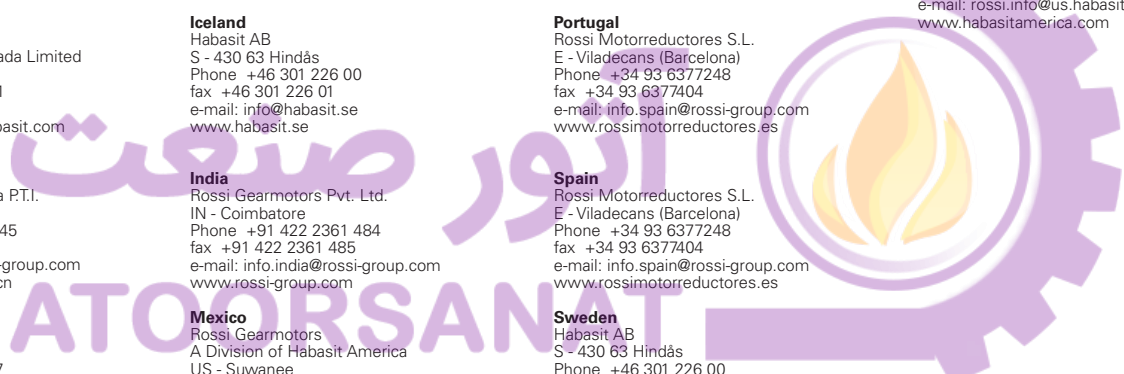 ada Limited
basit.com
a P.T.I.
45
-group.com
cn
Iceland
Habasit AB
S - 430 63 Hindås
Phone +46 301 226 00
fax +46 301 226 01
e-mail: info@habasit.se
www.habasit.se
India
Rossi Gearmotors Pvt. Ltd.
IN - Coimbatore
Phone +91 422 2361 484
fax +91 422 2361 485
e-mail: info.india@rossi-group.com
www.rossi-group.com
Mexico
Rossi Gearmotors
A Division of Habasit America
US - Suwanee
Portugal
Rossi Motorreductores S.L.
E - Viladecans (Barcelona)
Phone +34 93 6377248
fax +34 93 6377404
e-mail: info.spain@rossi-group.com
www.rossimotorreductores.es
Spain
Rossi Motorreductores S.L.
E - Viladecans (Barcelona)
Phone +34 93 6377248
fax +34 93 6377404
e-mail: info.spain@rossi-group.com
www.rossimotorreductores.es
Sweden
Habasit AB
S - 430 63 Hindås
Phone +46 301 226 00
e-mail: rossi.info@us.habasit
www.habasitamerica.com
آتور صنعت
ATOORSANAT